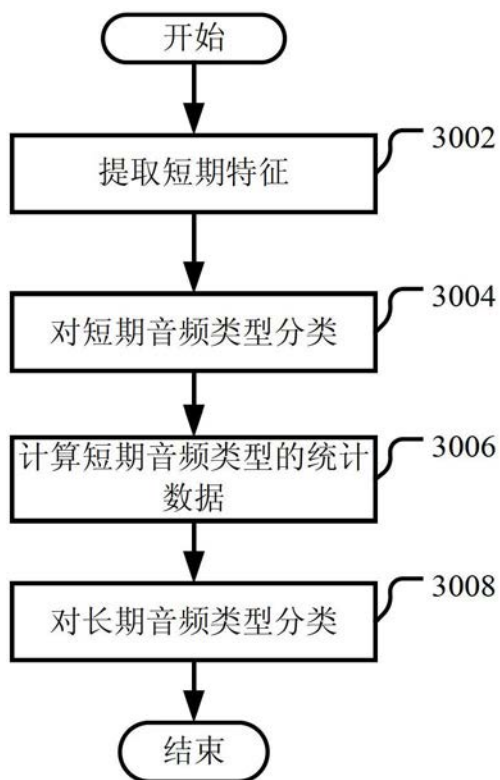 开始
3002
提取短期特征
3004
对短期音频类型分类
3006
计算短期音频类型的统计
数据
3008
对长期音频类型分类
结束